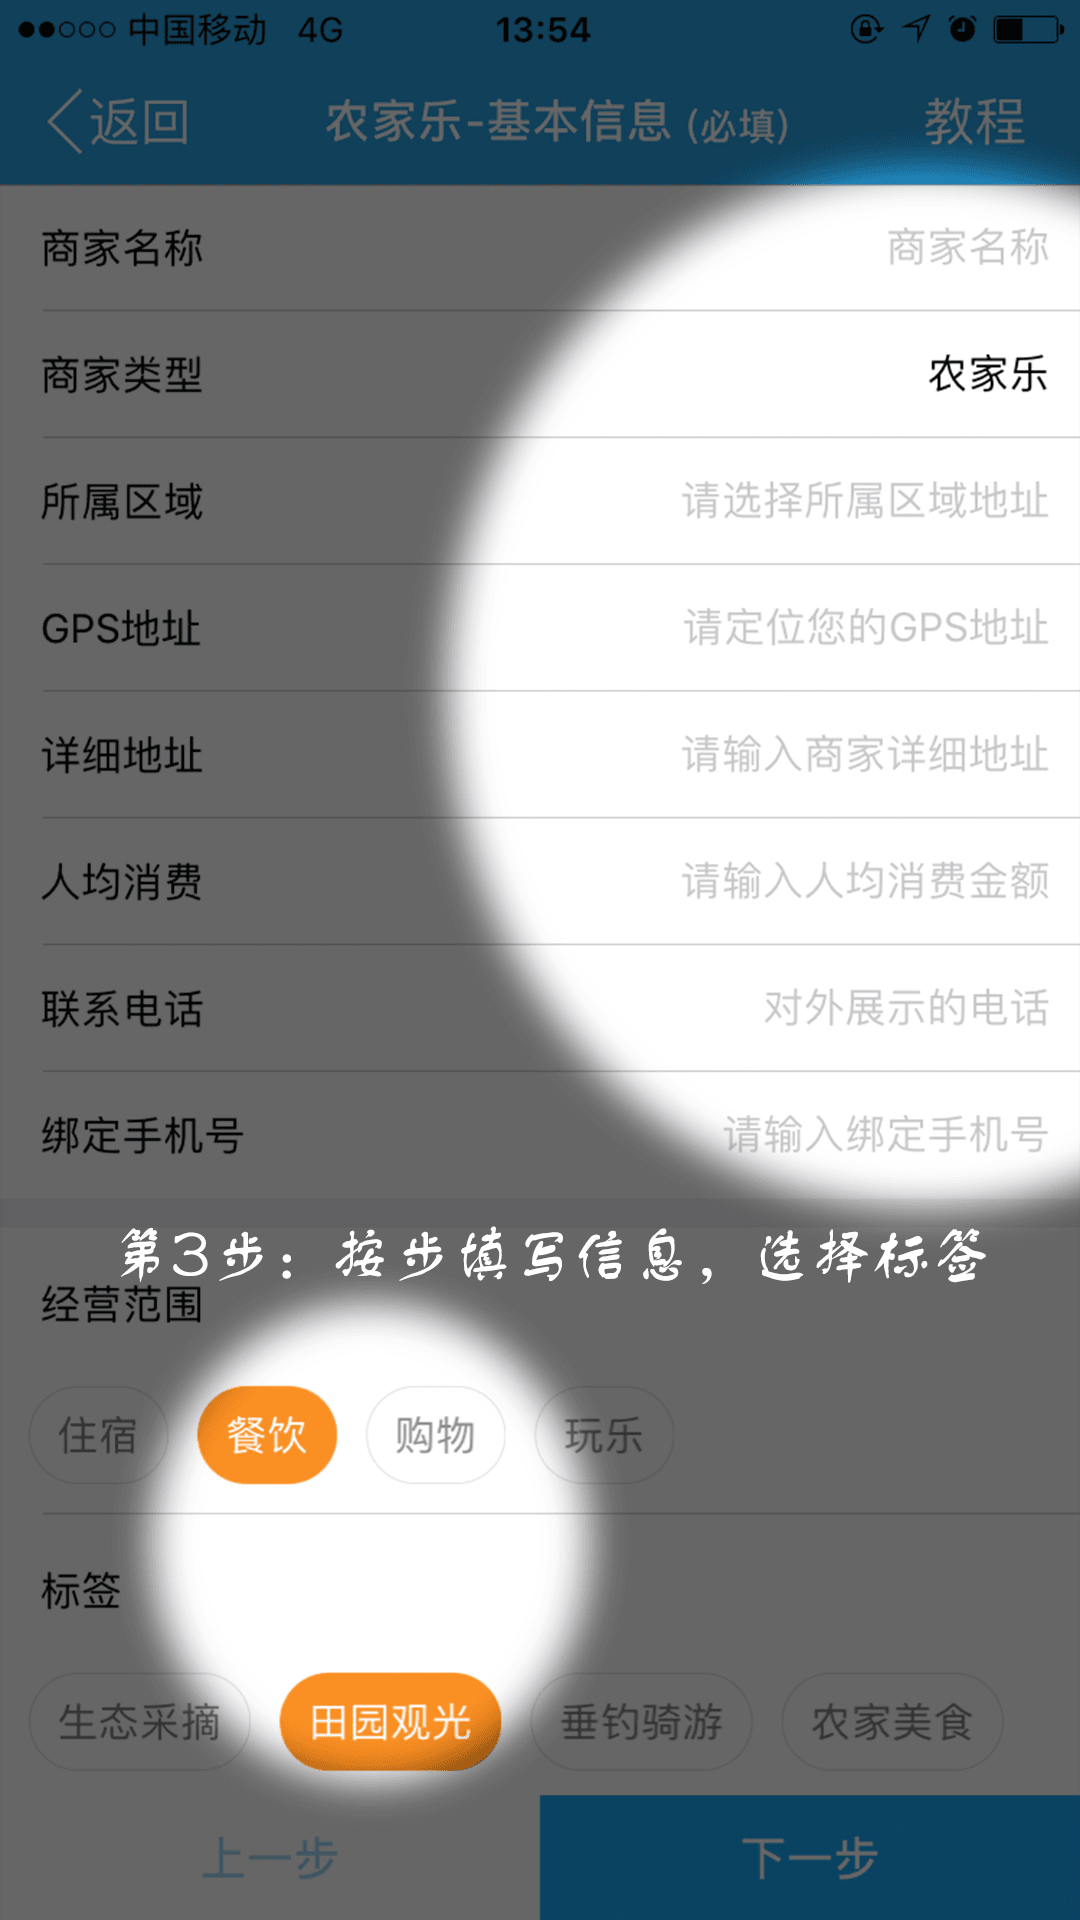 中国移动 4G 13:54
返回 农家乐-基本信息 (必填) 教程
商家名称 商家名称
商家类型 农家乐
所属区域 请选择所属区域地址
GPS地址 请定位您的GPS地址
详细地址 请输入商家详细地址
人均消费 请输入人均消费金额
联系电话 对外展示的电话
绑定手机号 请输入绑定手机号
第3步：按步填写信息，选择标签
经营范围
住宿 餐饮 购物 玩乐
标签
生态采摘 田园观光 垂钓骑游 农家美食
上一步 下一步